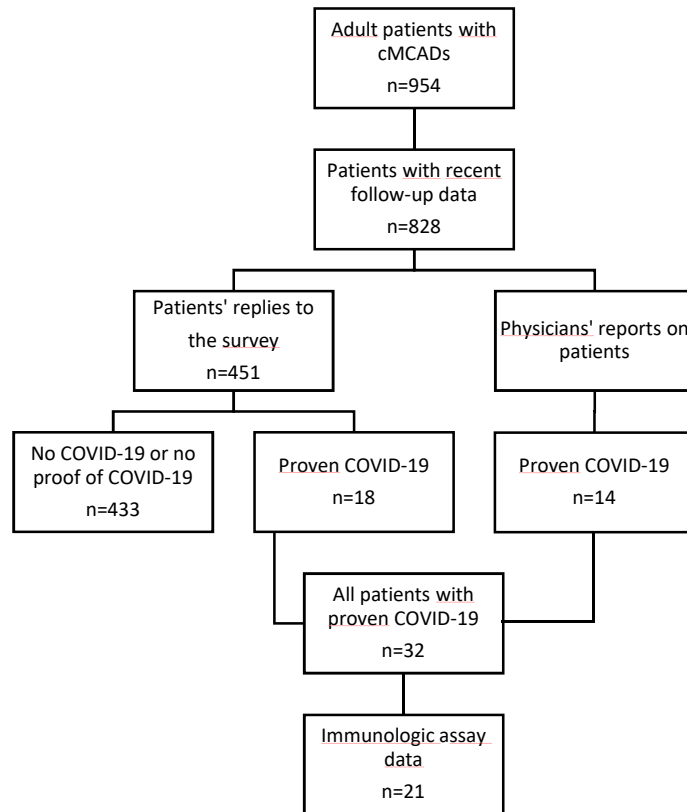 Adult patients with
cMCADs
n=954
Patients with recent
follow-up data
n=828
Patients' replies to
the survey
n=451
Physicians' reports on
patients
No COVID-19 or no
proof of COVID-19
n=433
Proven COVID-19
n=18
Proven COVID-19
n=14
All patients with
proven COVID-19
n=32
Immunologic assay
data
n=21